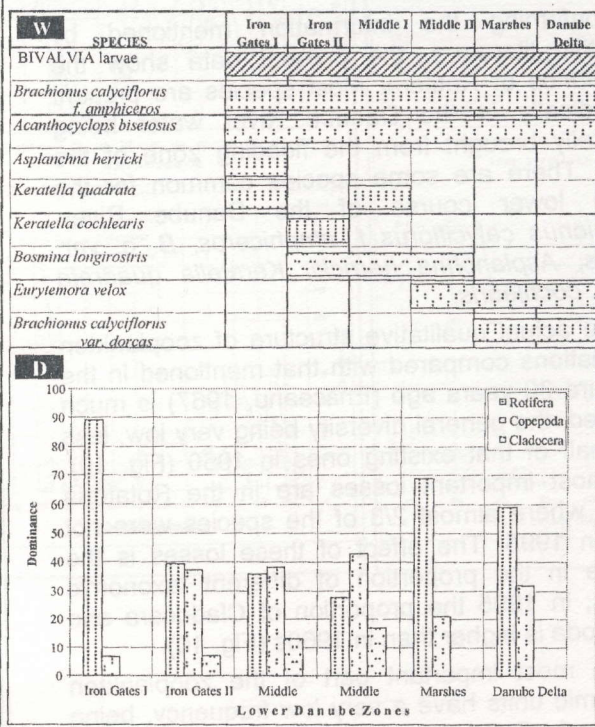 W
SPECIES
Iron Gates I
Iron Gates II
Middle I
Middle II
Marshes
Danube Delta
BIVALVIA larvae
Brachionus calyciflorus
f. amphiceros
Acanthocyclops bisetosus
Asplanchna herricki
Keratella quadrata
Keratella cochlearis
Bosmina longirostris
Eurytemora velox
Brachionus calyciflorus
var. dorcas
D
100
90
80
70
60
50
40
30
20
10
0
Dominance
Rotifera
Copepoda
Cladocera
Iron Gates I
Iron Gates II
Middle
Middle
Marshes
Danube Delta
Lower Danube Zones